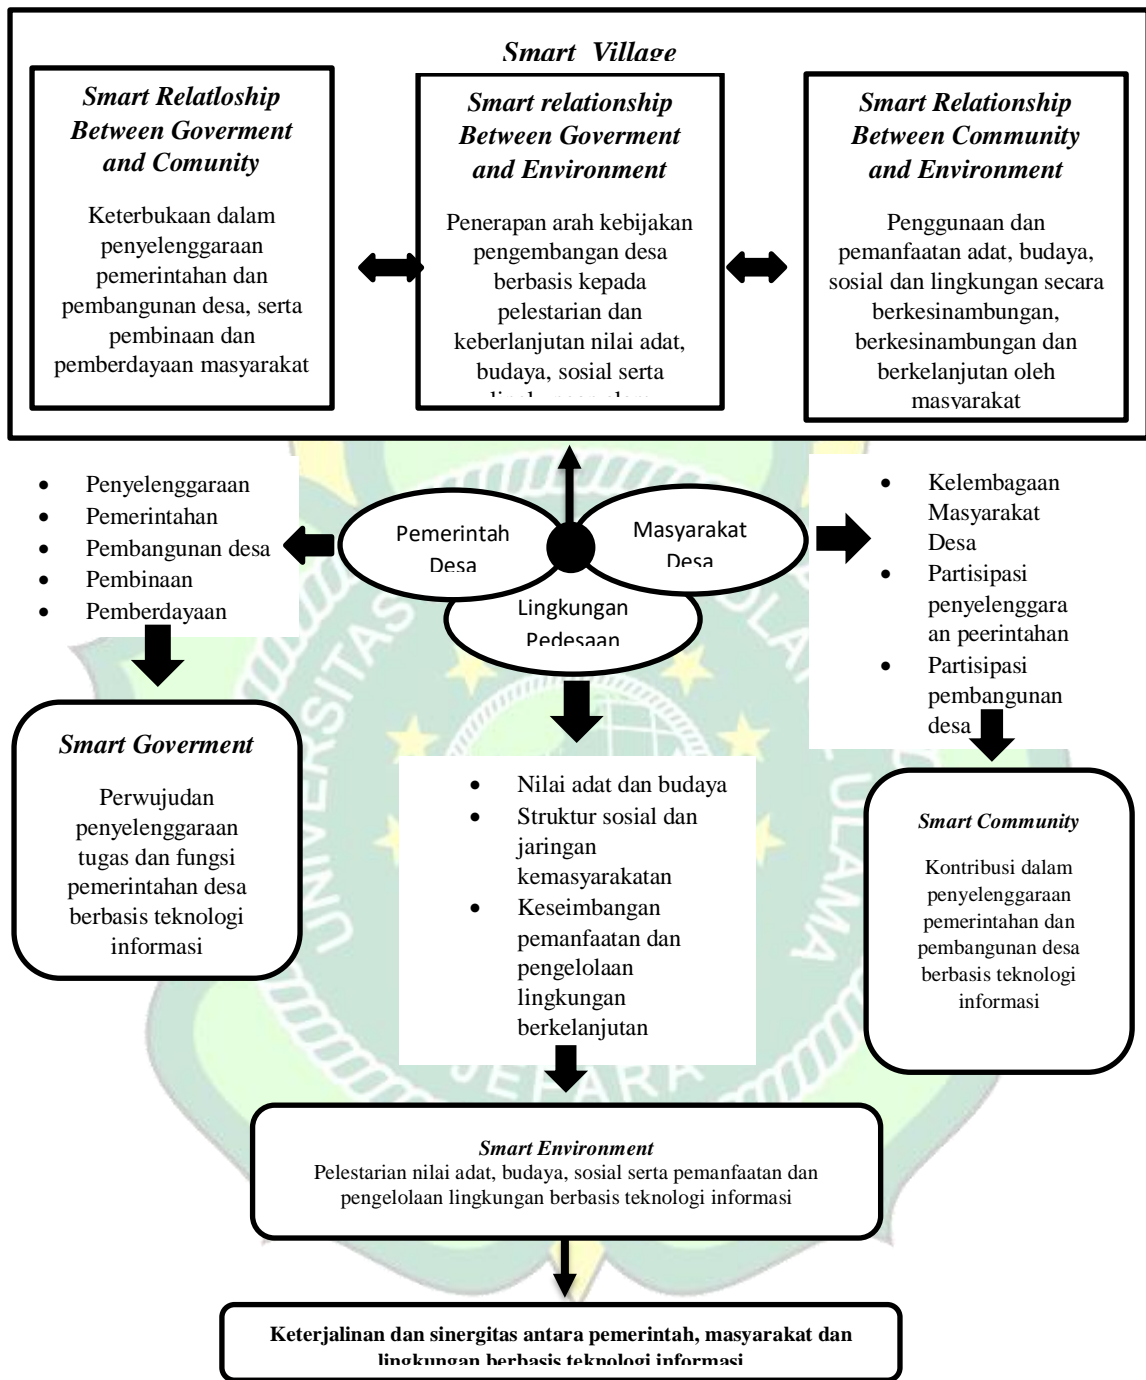 Smart Village
Smart Relatloship
Between Goverment
and Comunity
Keterbukaan dalam
penyelenggaraan
pemerintahan dan
pembangunan desa, serta
pembinaan dan
pemberdayaan masyarakat
Smart relationship
Between Goverment
and Environment
Penerapan arah kebijakan
pengembangan desa
berbasis kepada
pelestarian dan
keberlanjutan nilai adat,
budaya, sosial serta
Smart Relationship
Between Community
and Environment
Penggunaan dan
pemanfaatan adat, budaya,
sosial dan lingkungan secara
berkesinambungan,
berkesinambungan dan
berkelanjutan oleh
masyarakat
• Penyelenggaraan
• Pemerintahan
• Pembangunan desa
• Pembinaan
• Pemberdayaan
Pemerintah
Desa
Masyarakat
Desa
Lingkungan
Pedesaan
• Kelembagaan
Masyarakat
Desa
• Partisipasi
penyelenggara
an peerintahan
• Partisipasi
pembangunan
desa
Smart Goverment
Perwujudan
penyelenggaraan
tugas dan fungsi
pemerintahan desa
berbasis teknologi
informasi
• Nilai adat dan budaya
• Struktur sosial dan
jaringan
kemasyarakatan
• Keseimbangan
pemanfaatan dan
pengelolaan
lingkungan
berkelanjutan
Smart Community
Kontribusi dalam
penyelenggaraan
pemerintahan dan
pembangunan desa
berbasis teknologi
informasi
Smart Environment
Pelestarian nilai adat, budaya, sosial serta pemanfaatan dan
pengelolaan lingkungan berbasis teknologi informasi
Keterjalinan dan sinergitas antara pemerintah, masyarakat dan
lingkungan berbasis teknologi informasi
UNIVERSITAS
ULAMA
JEPARA